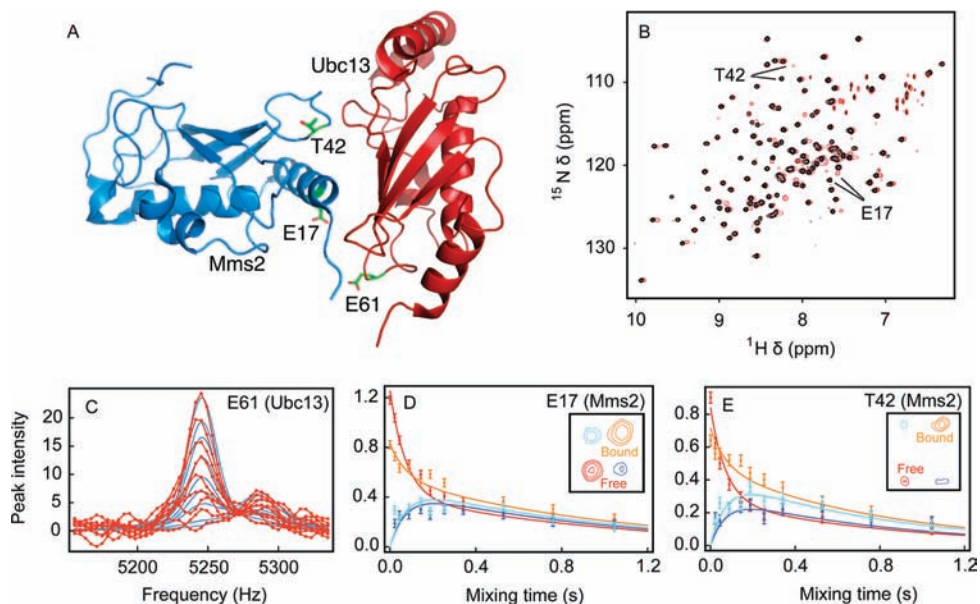 A
Ubc13
T42
E17
Mms2
E61
B
T42
E17
110
120
130
15 N δ (ppm)
10 9 8 7
1H δ (ppm)
C
E61 (Ubc13)
Peak intensity
20
15
10
5
0
5200 5250 5300
Frequency (Hz)
D
E17 (Mms2)
Bound
Free
1.2
0.8
0.4
0.0
0.0 0.4 0.8 1.2
Mixing time (s)
E
T42 (Mms2)
Bound
Free
0.8
0.6
0.4
0.2
0.0
0.0 0.4 0.8 1.2
Mixing time (s)